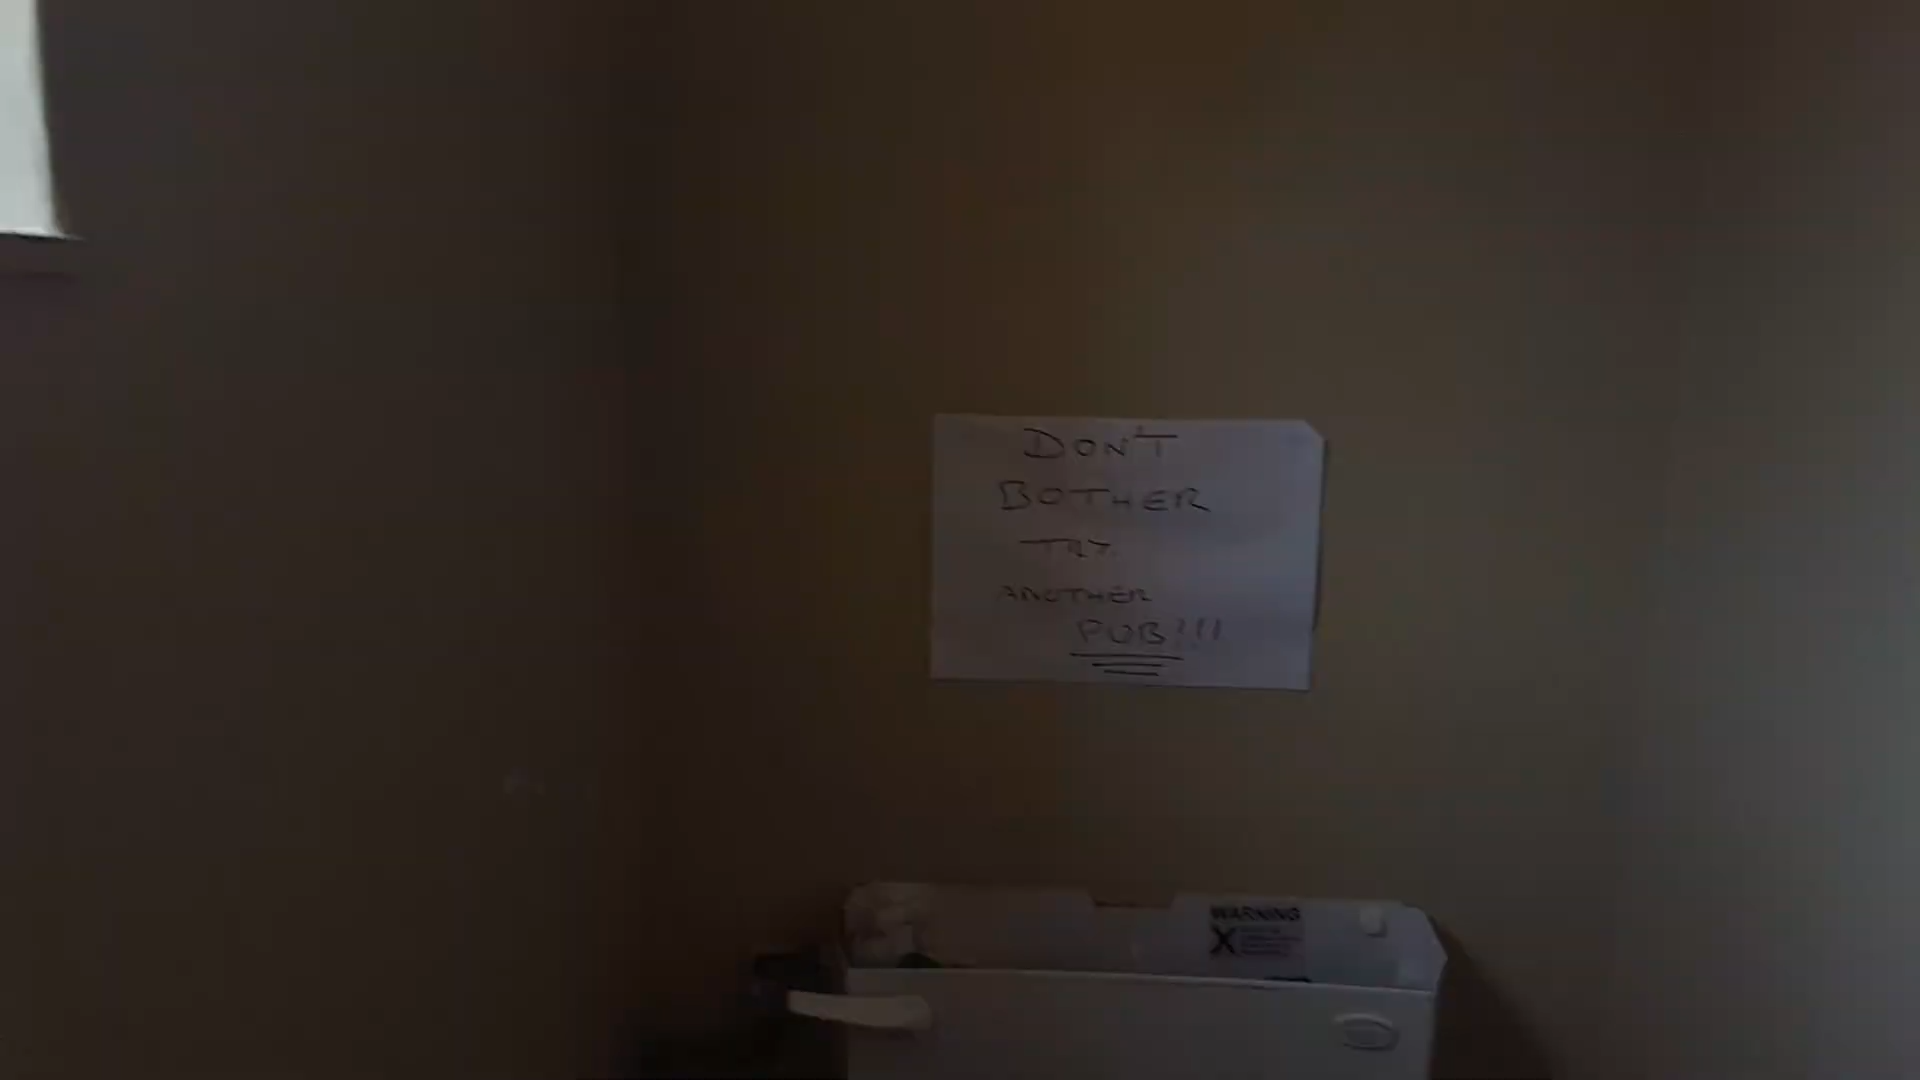 DON'T
BOTHER
TRY
ANOTHER
PUB!!!
WARNING
X